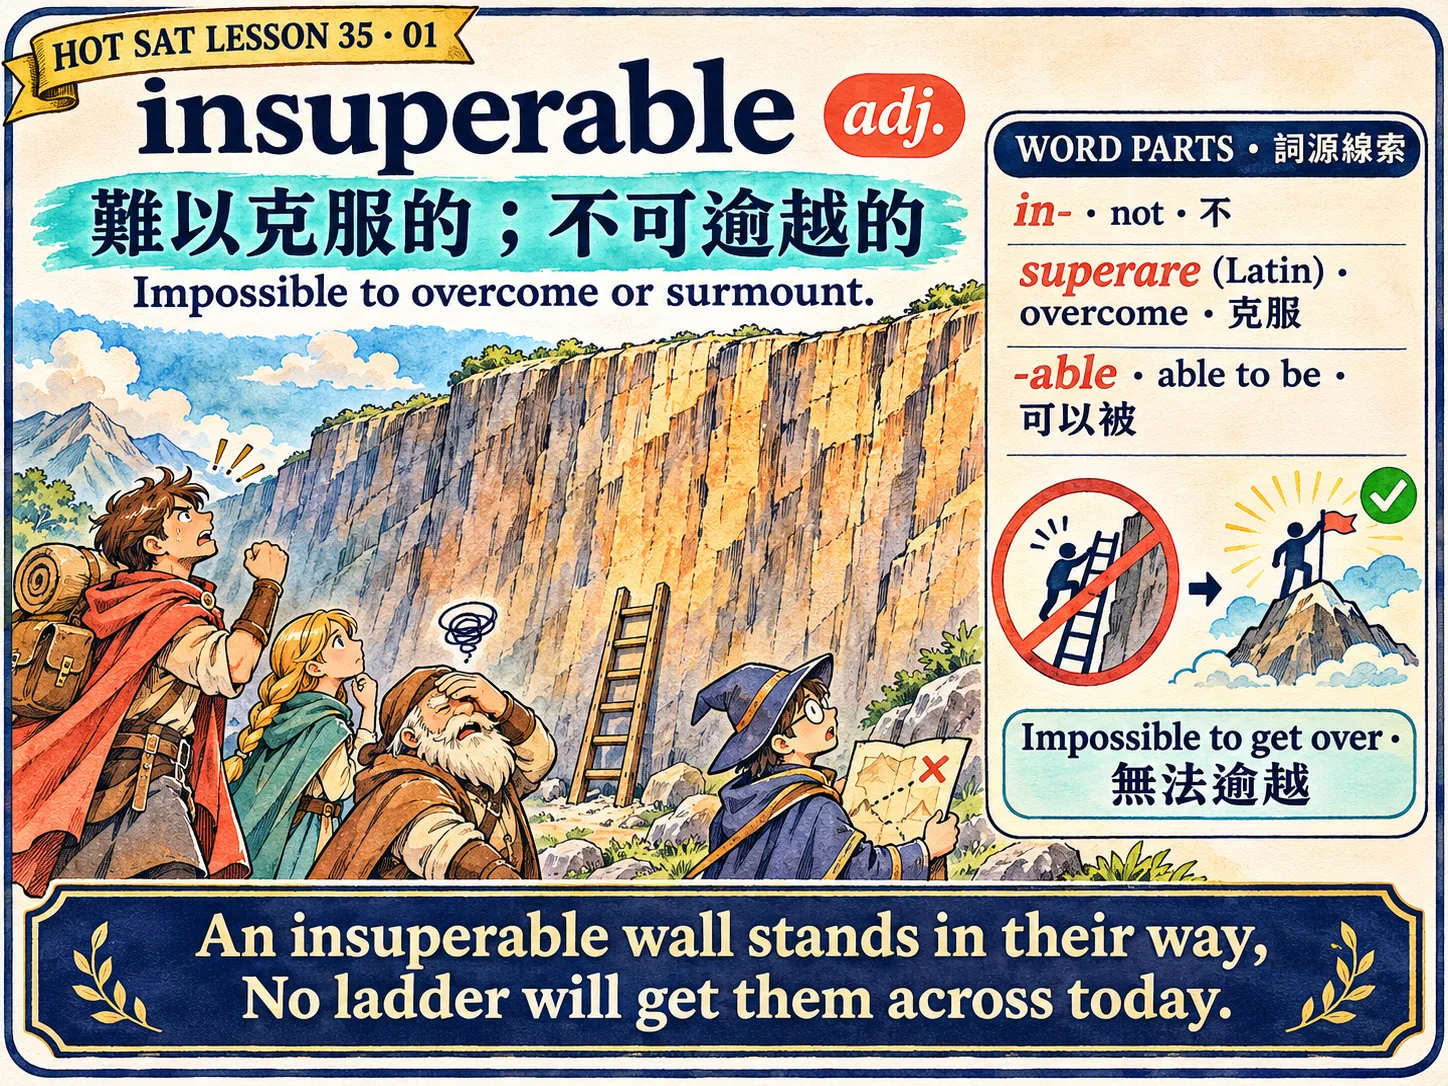 HOT SAT LESSON 35 · 01
insuperable adj.
難以克服的；不可逾越的
Impossible to overcome or surmount.
WORD PARTS · 詞源線索
in- · not · 不
superare (Latin) ·
overcome · 克服
-able · able to be ·
可以被
Impossible to get over ·
無法逾越
An insuperable wall stands in their way,
No ladder will get them across today.